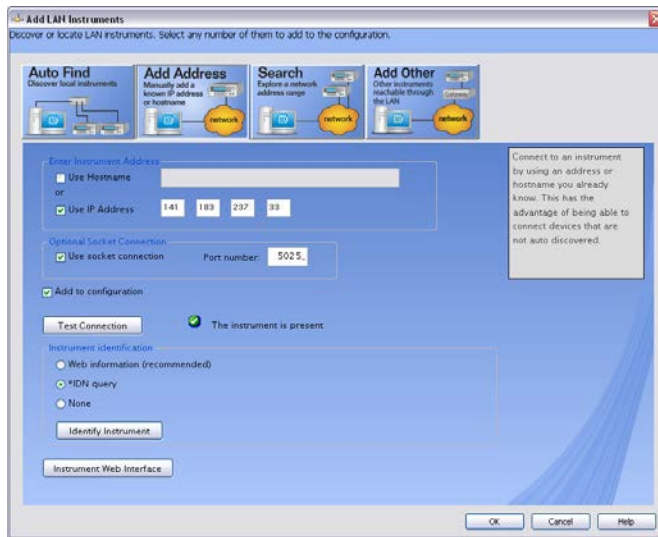 Add LAN Instruments
Discover or locate LAN instruments. Select any number of them to add to the configuration.
Auto Find
Discover local instruments
Add Address
Manually add a
known IP address
or hostname
network
Search
Explore a network
address range
network
Add Other
Other instruments
reachable through
the LAN
Gateway
network
Enter Instrument Address
Use Hostname
or
Use IP Address 141 183 237 33
Optional Socket Connection
Use socket connection Port number: 5025
Add to configuration
Test Connection The instrument is present
Instrument identification
Web information (recommended)
*IDN query
None
Identify Instrument
Instrument Web Interface
Connect to an instrument
by using an address or
hostname you already
know. This has the
advantage of being able to
connect devices that are
not auto discovered.
OK Cancel Help